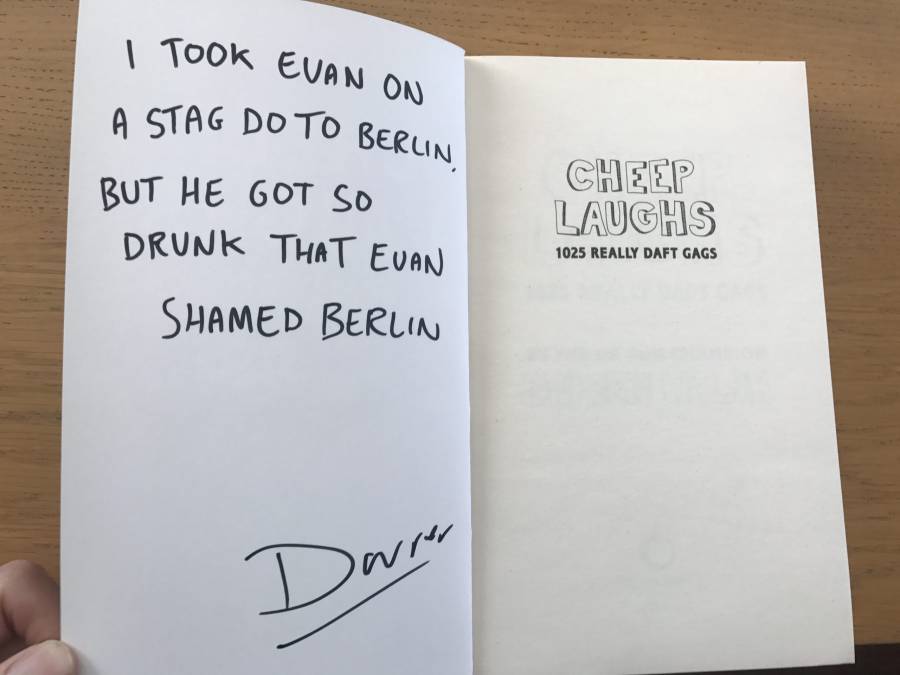 I TOOK EVAN ON
A STAG DO TO BERLIN,
BUT HE GOT SO
DRUNK THAT EVAN
SHAMED BERLIN
CHEEP
LAUGHS
1025 REALLY DAFT GAGS